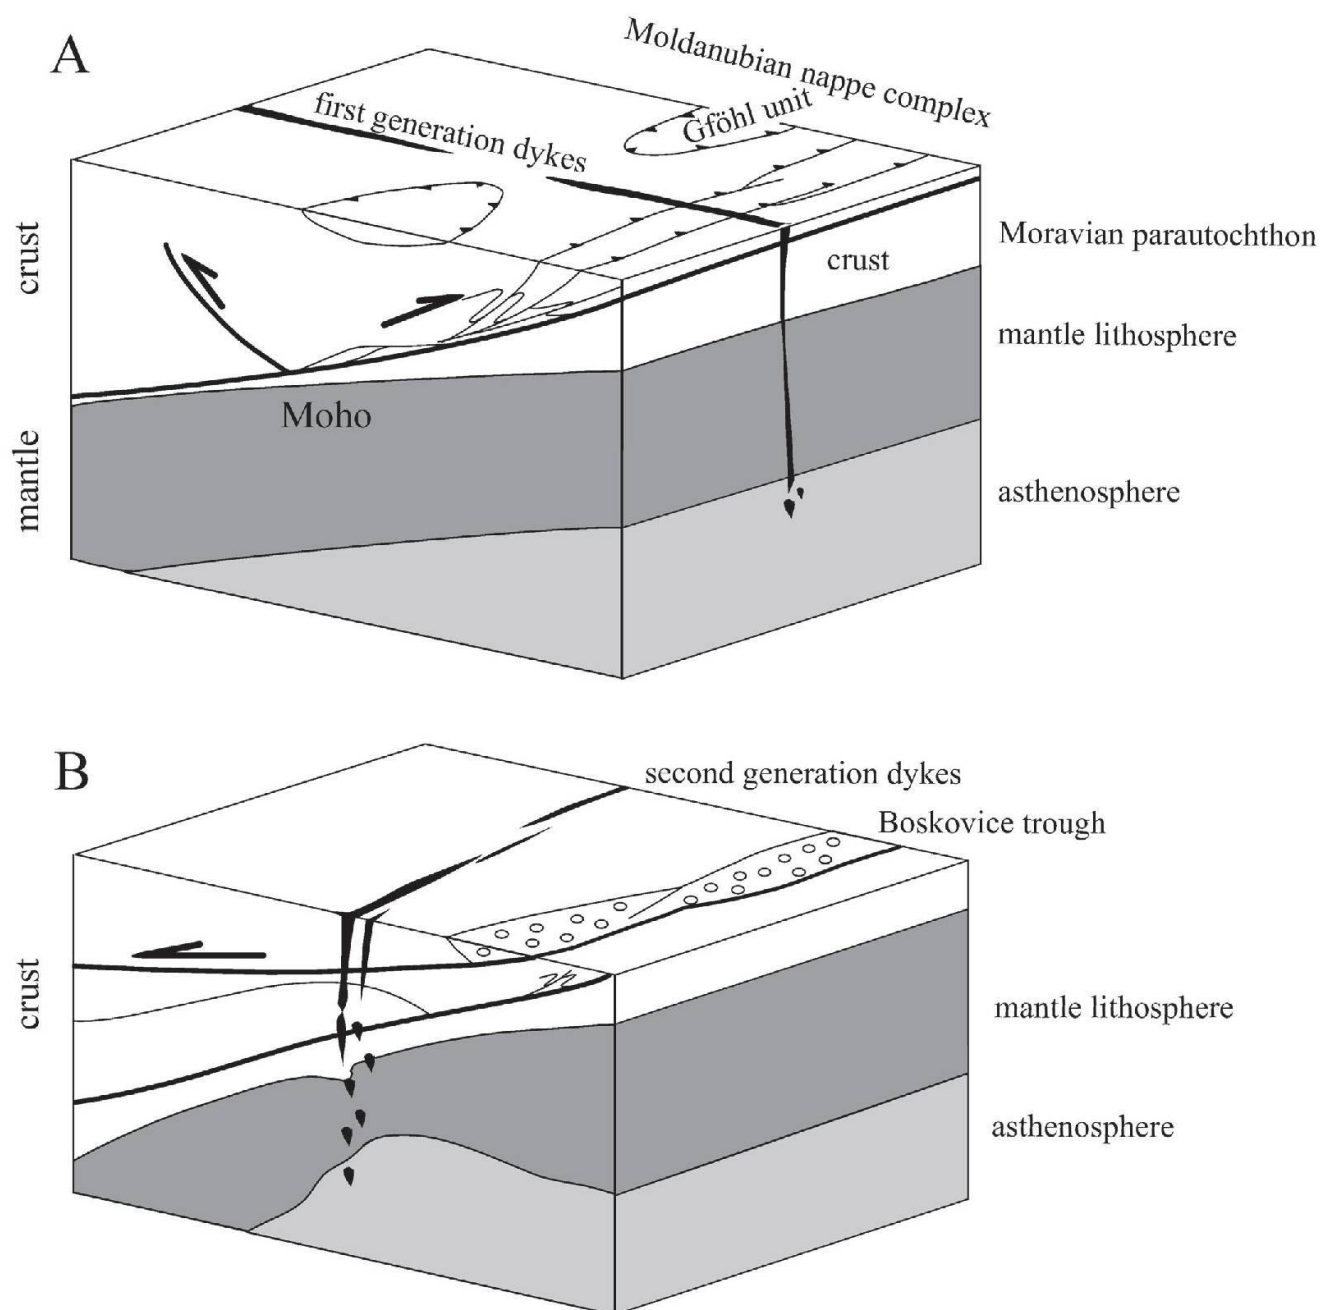 A
Moldanubian nappe complex
Gföhl unit
first generation dykes
crust
Moravian parautochthon
crust
mantle lithosphere
Moho
mantle
asthenosphere
B
second generation dykes
Boskovice trough
crust
mantle lithosphere
asthenosphere